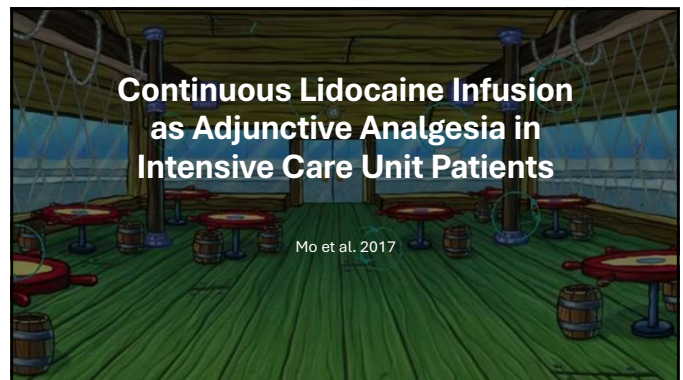 Continuous Lidocaine Infusion
as Adjunctive Analgesia in
Intensive Care Unit Patients
Mo et al. 2017